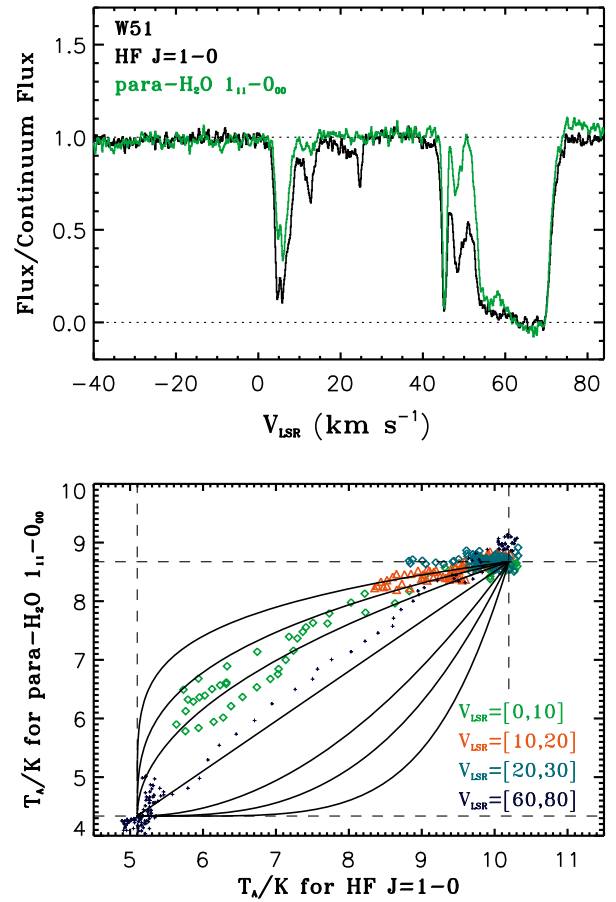 W51
HF J=1-0
para-H₂O 1₁₁-0₀₀
Flux/Continuum Flux
1.5
1.0
0.5
0.0
-40 -20 0 20 40 60 80
V_LSR (km s⁻¹)
T_A/K for para-H₂O 1₁₁-0₀₀
10
9
8
7
6
5
4
V_LSR=[0,10]
V_LSR=[10,20]
V_LSR=[20,30]
V_LSR=[60,80]
5 6 7 8 9 10 11
T_A/K for HF J=1-0